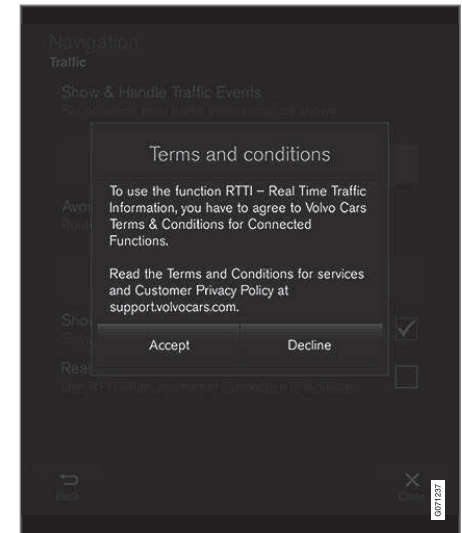 Navigation
Traffic
Show & Handle Traffic Events
Terms and conditions
To use the function RTTI – Real Time Traffic
Information, you have to agree to Volvo Cars
Terms & Conditions for Connected
Functions.
Read the Terms and Conditions for services
and Customer Privacy Policy at
support.volvocars.com.
Accept
Decline
Back
G071237